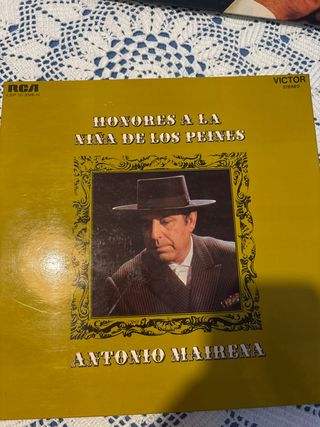 RCA
VICTOR
STEREO
HONORES A LA
NIÑA DE LOS PEINES
ANTONIO MAIRENA